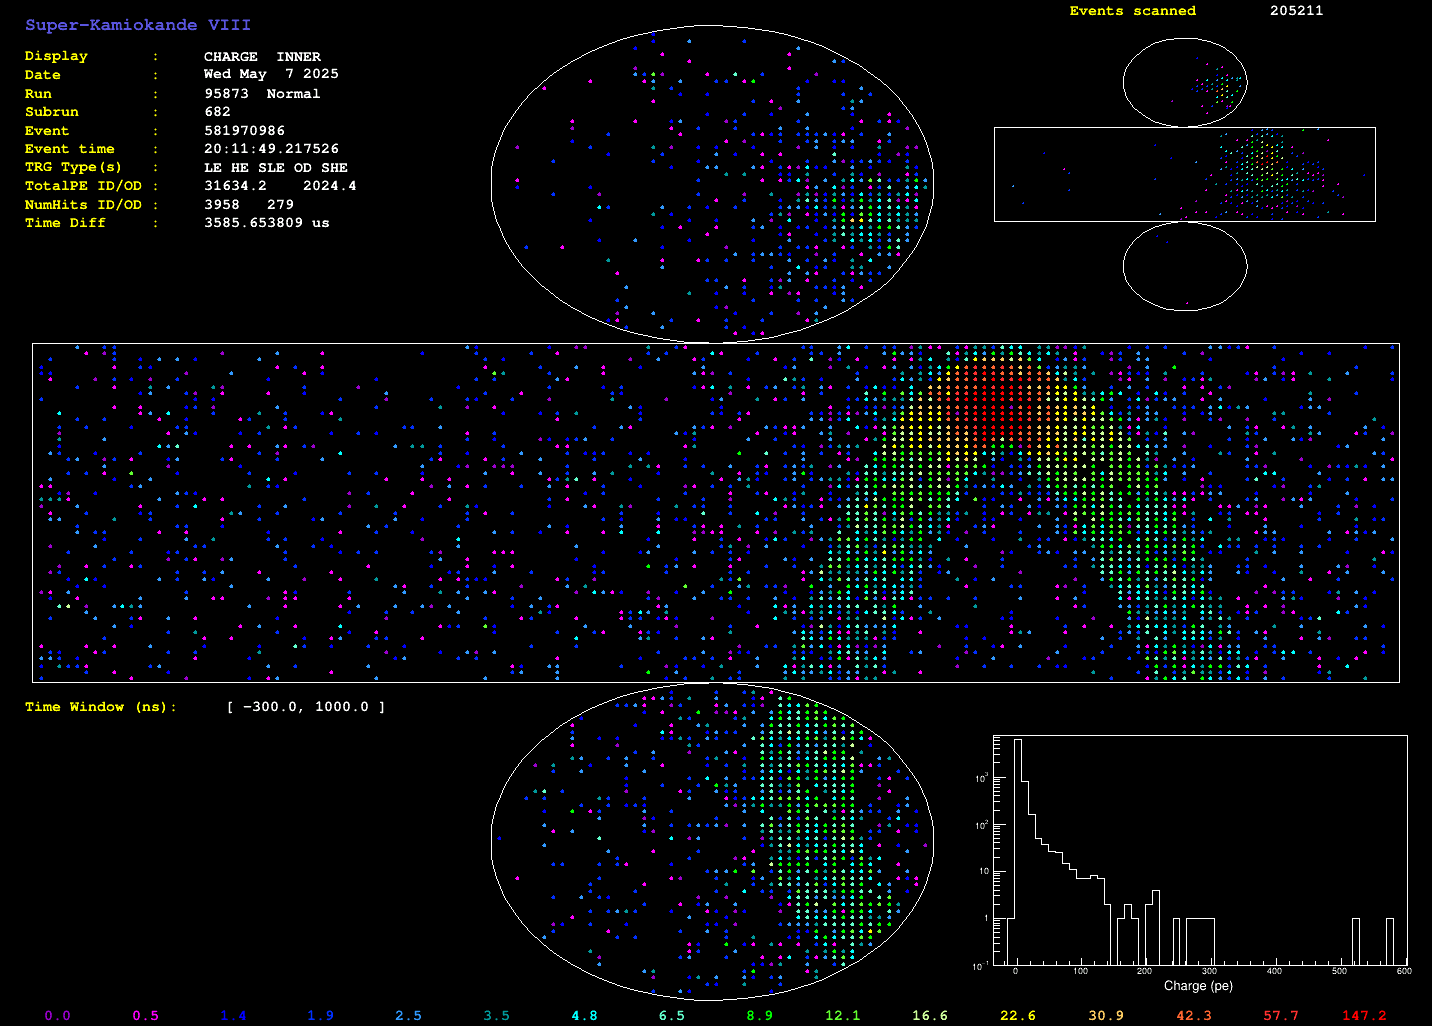 Super-Kamiokande VIII
Events scanned 205211
Display : CHARGE INNER
Date : Wed May 7 2025
Run : 95873 Normal
Subrun : 682
Event : 581970986
Event time : 20:11:49.217526
TRG Type(s) : LE HE SLE OD SHE
TotalPE ID/OD : 31634.2 2024.4
NumHits ID/OD : 3958 279
Time Diff : 3585.653809 us
Time Window (ns): [ -300.0, 1000.0 ]
10³
10²
10
1
10⁻¹
0 100 200 300 400 500 600
Charge (pe)
0.0 0.5 1.4 1.9 2.5 3.5 4.8 6.5 8.9 12.1 16.6 22.6 30.9 42.3 57.7 147.2